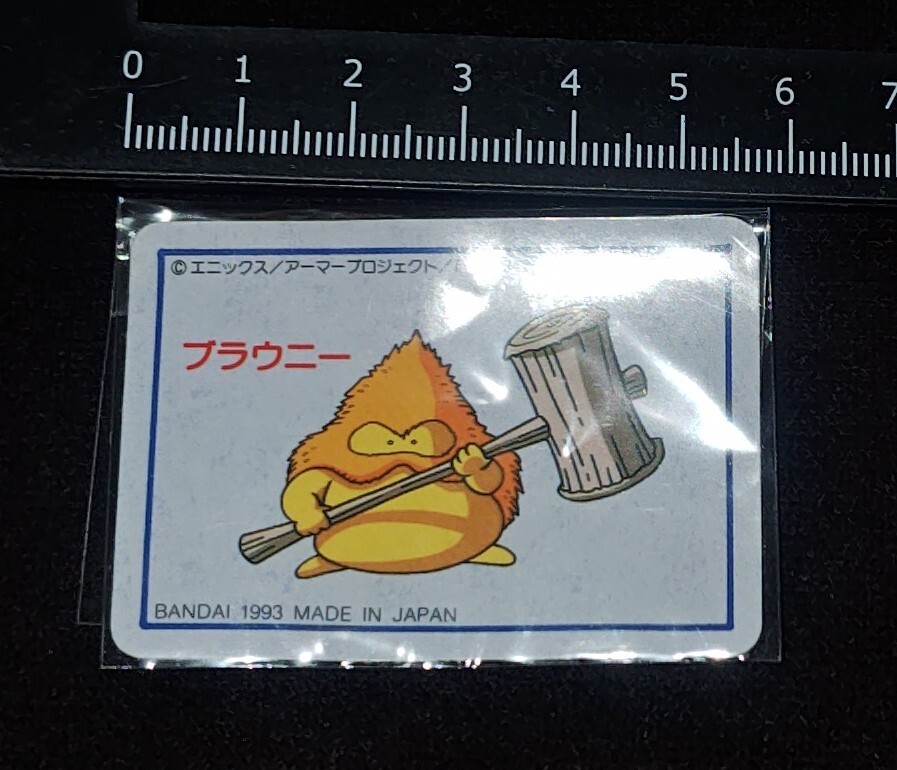 0 1 2 3 4 5 6 7
©エニックス/アーマープロジェクト/
ブラウニー
BANDAI 1993 MADE IN JAPAN